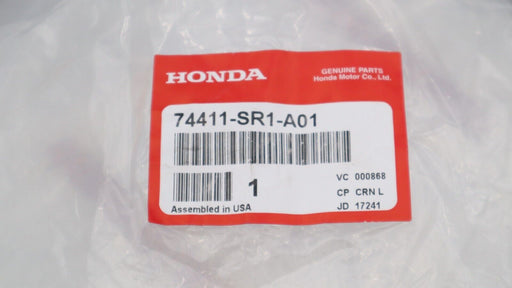 HONDA
GENUINE PARTS
Honda Motor Co., Ltd.
74411-SR1-A01
1
VC 000868
CP CRN L
Assembled in USA
JD 17241